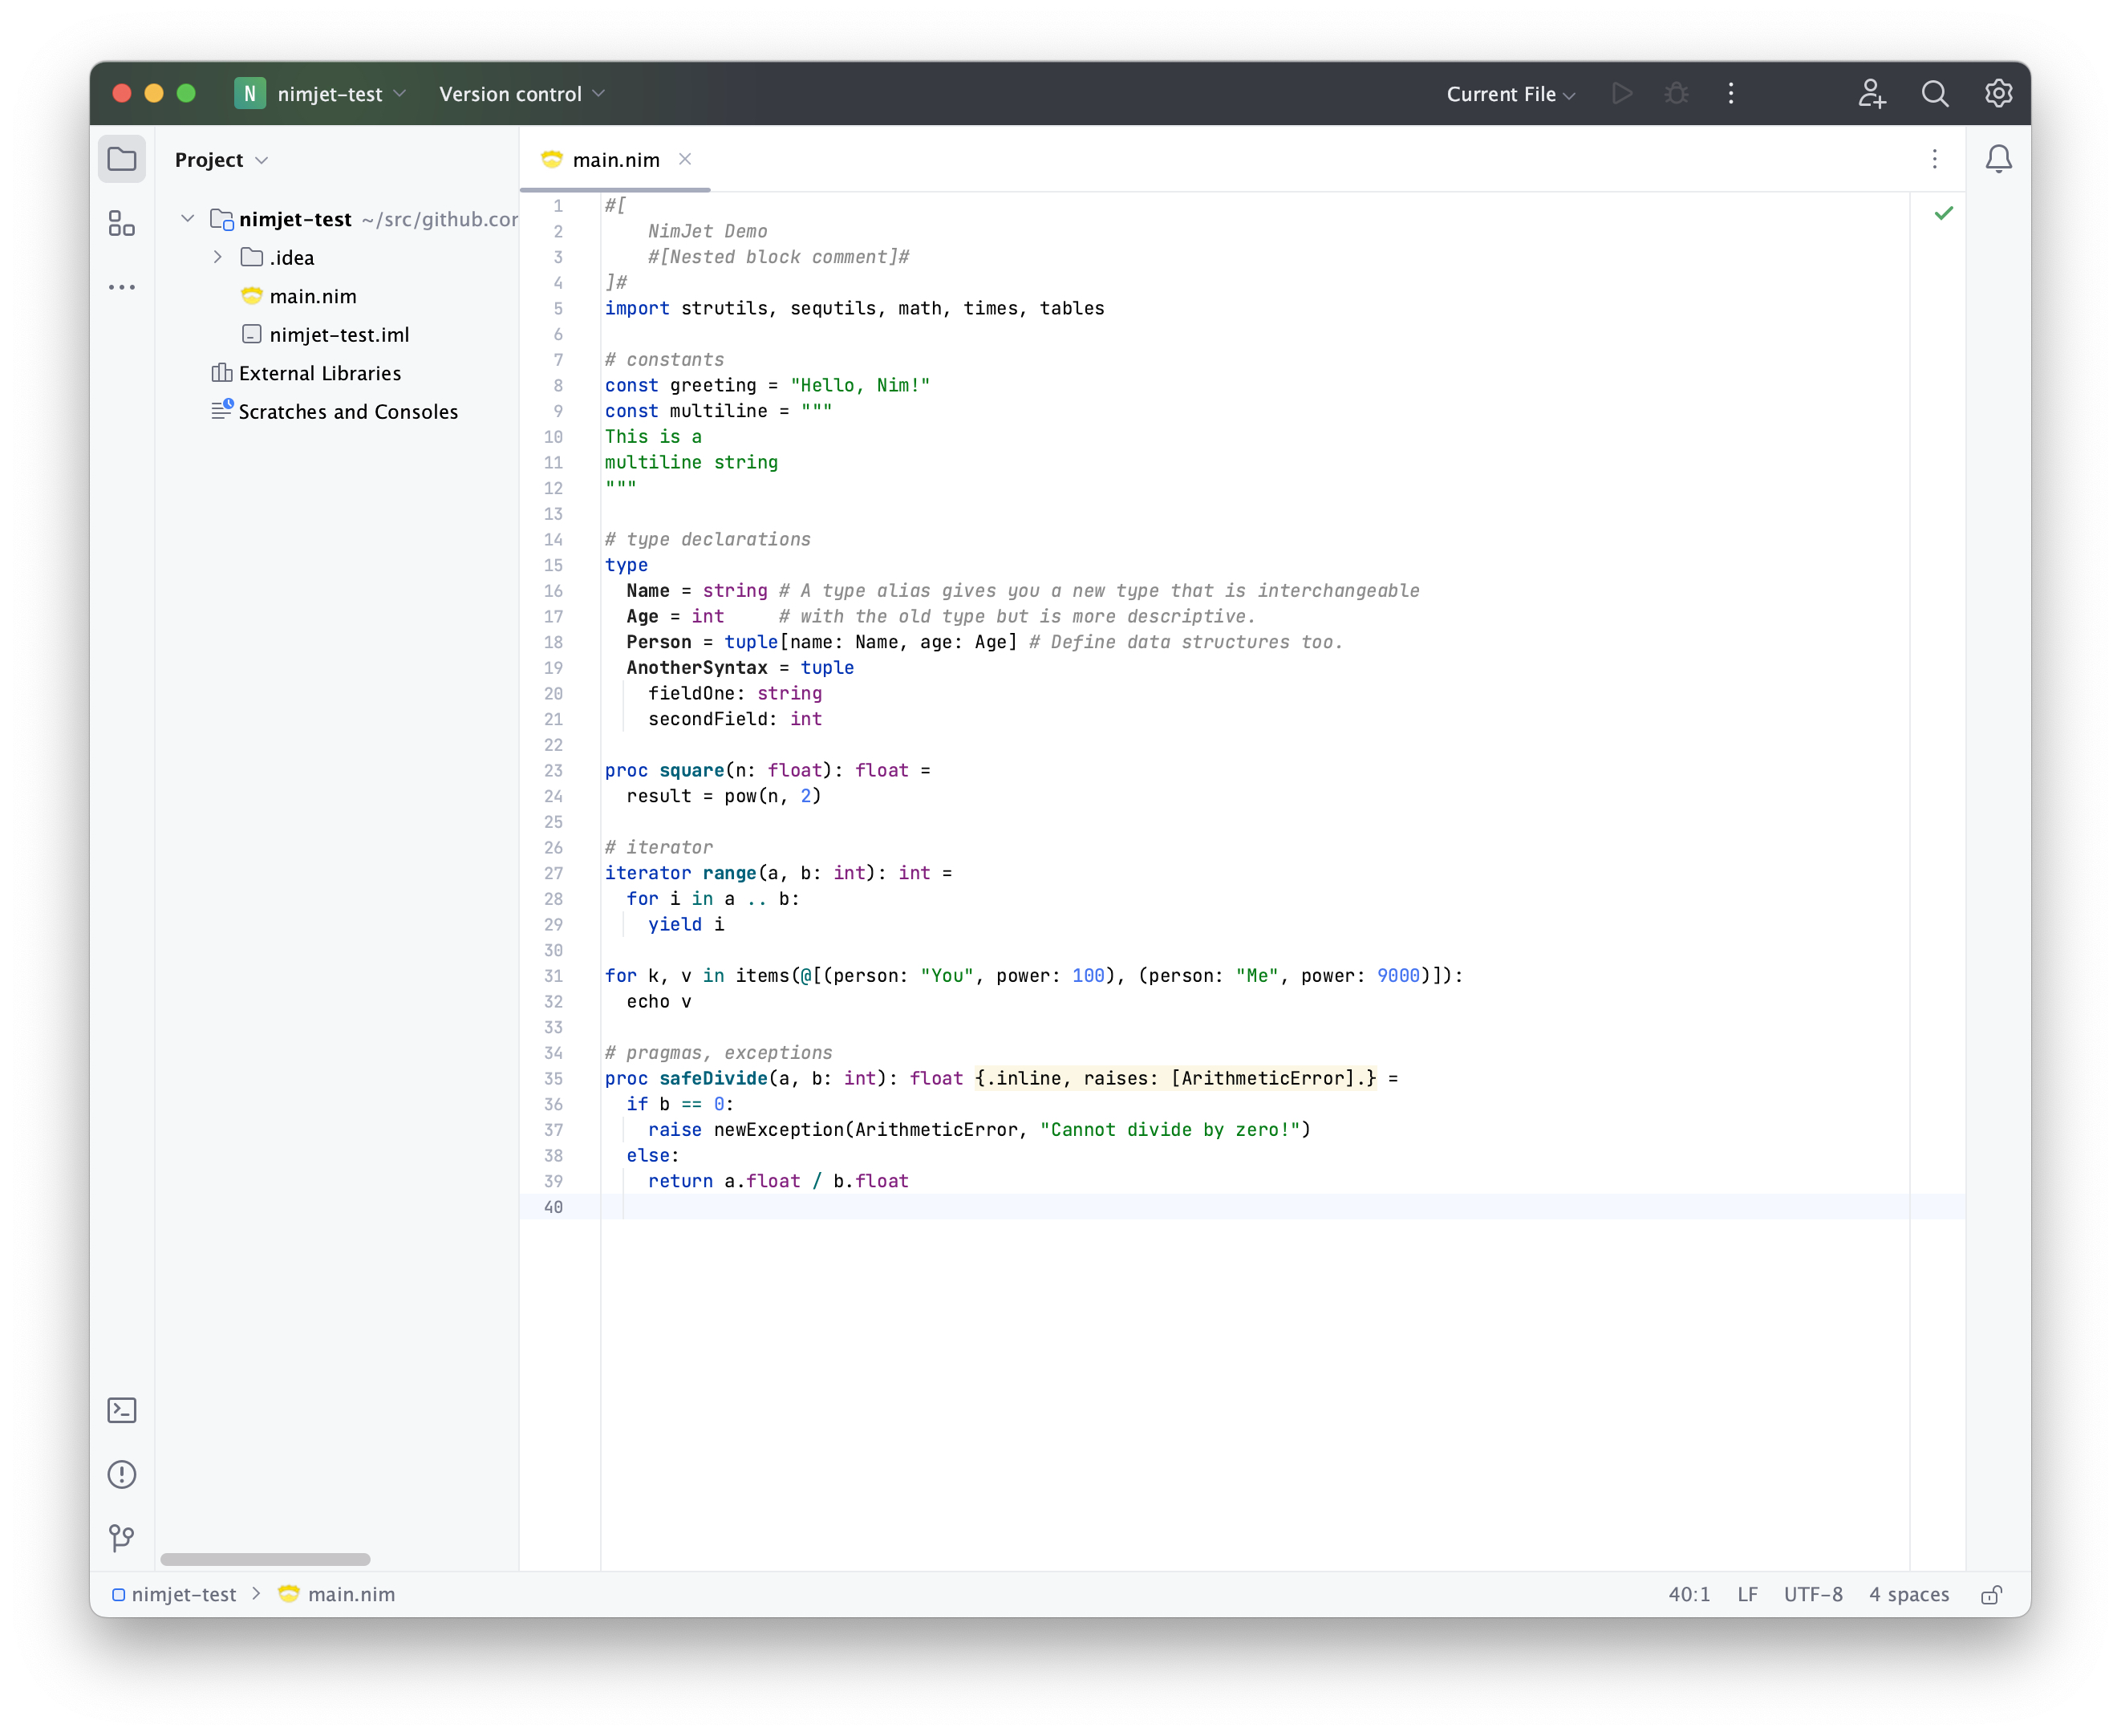 N nimjet-test Version control Current File
Project
main.nim
nimjet-test ~/src/github.cor
.idea
main.nim
nimjet-test.iml
External Libraries
Scratches and Consoles
1 #[
2     NimJet Demo
3     #[Nested block comment]#
4 ]#
5 import strutils, sequtils, math, times, tables
6
7 # constants
8 const greeting = "Hello, Nim!"
9 const multiline = """
10 This is a
11 multiline string
12 """
13
14 # type declarations
15 type
16   Name = string # A type alias gives you a new type that is interchangeable
17   Age = int     # with the old type but is more descriptive.
18   Person = tuple[name: Name, age: Age] # Define data structures too.
19   AnotherSyntax = tuple
20     fieldOne: string
21     secondField: int
22
23 proc square(n: float): float =
24   result = pow(n, 2)
25
26 # iterator
27 iterator range(a, b: int): int =
28   for i in a .. b:
29     yield i
30
31 for k, v in items(@[(person: "You", power: 100), (person: "Me", power: 9000)]):
32   echo v
33
34 # pragmas, exceptions
35 proc safeDivide(a, b: int): float {.inline, raises: [ArithmeticError].} =
36   if b == 0:
37     raise newException(ArithmeticError, "Cannot divide by zero!")
38   else:
39     return a.float / b.float
40
nimjet-test > main.nim 40:1 LF UTF-8 4 spaces